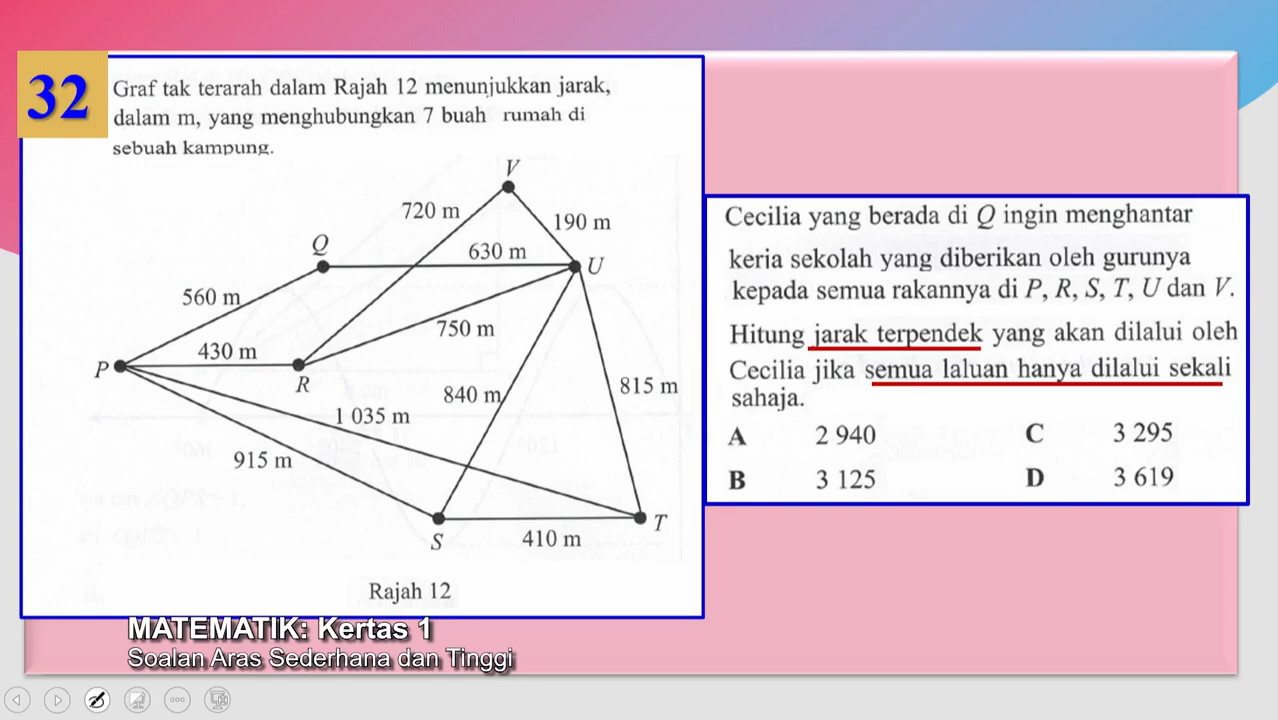 32
Graf tak terarah dalam Rajah 12 menunjukkan jarak,
dalam m, yang menghubungkan 7 buah rumah di
sebuah kampung.
V
720 m
190 m
Q
630 m
U
560 m
750 m
430 m
P
R
840 m
815 m
1 035 m
915 m
T
S
410 m
Rajah 12
Cecilia yang berada di Q ingin menghantar
keria sekolah yang diberikan oleh gurunya
kepada semua rakannya di P, R, S, T, U dan V.
Hitung jarak terpendek yang akan dilalui oleh
Cecilia jika semua laluan hanya dilalui sekali
sahaja.
A 2 940 C 3 295
B 3 125 D 3 619
MATEMATIK: Kertas 1
Soalan Aras Sederhana dan Tinggi